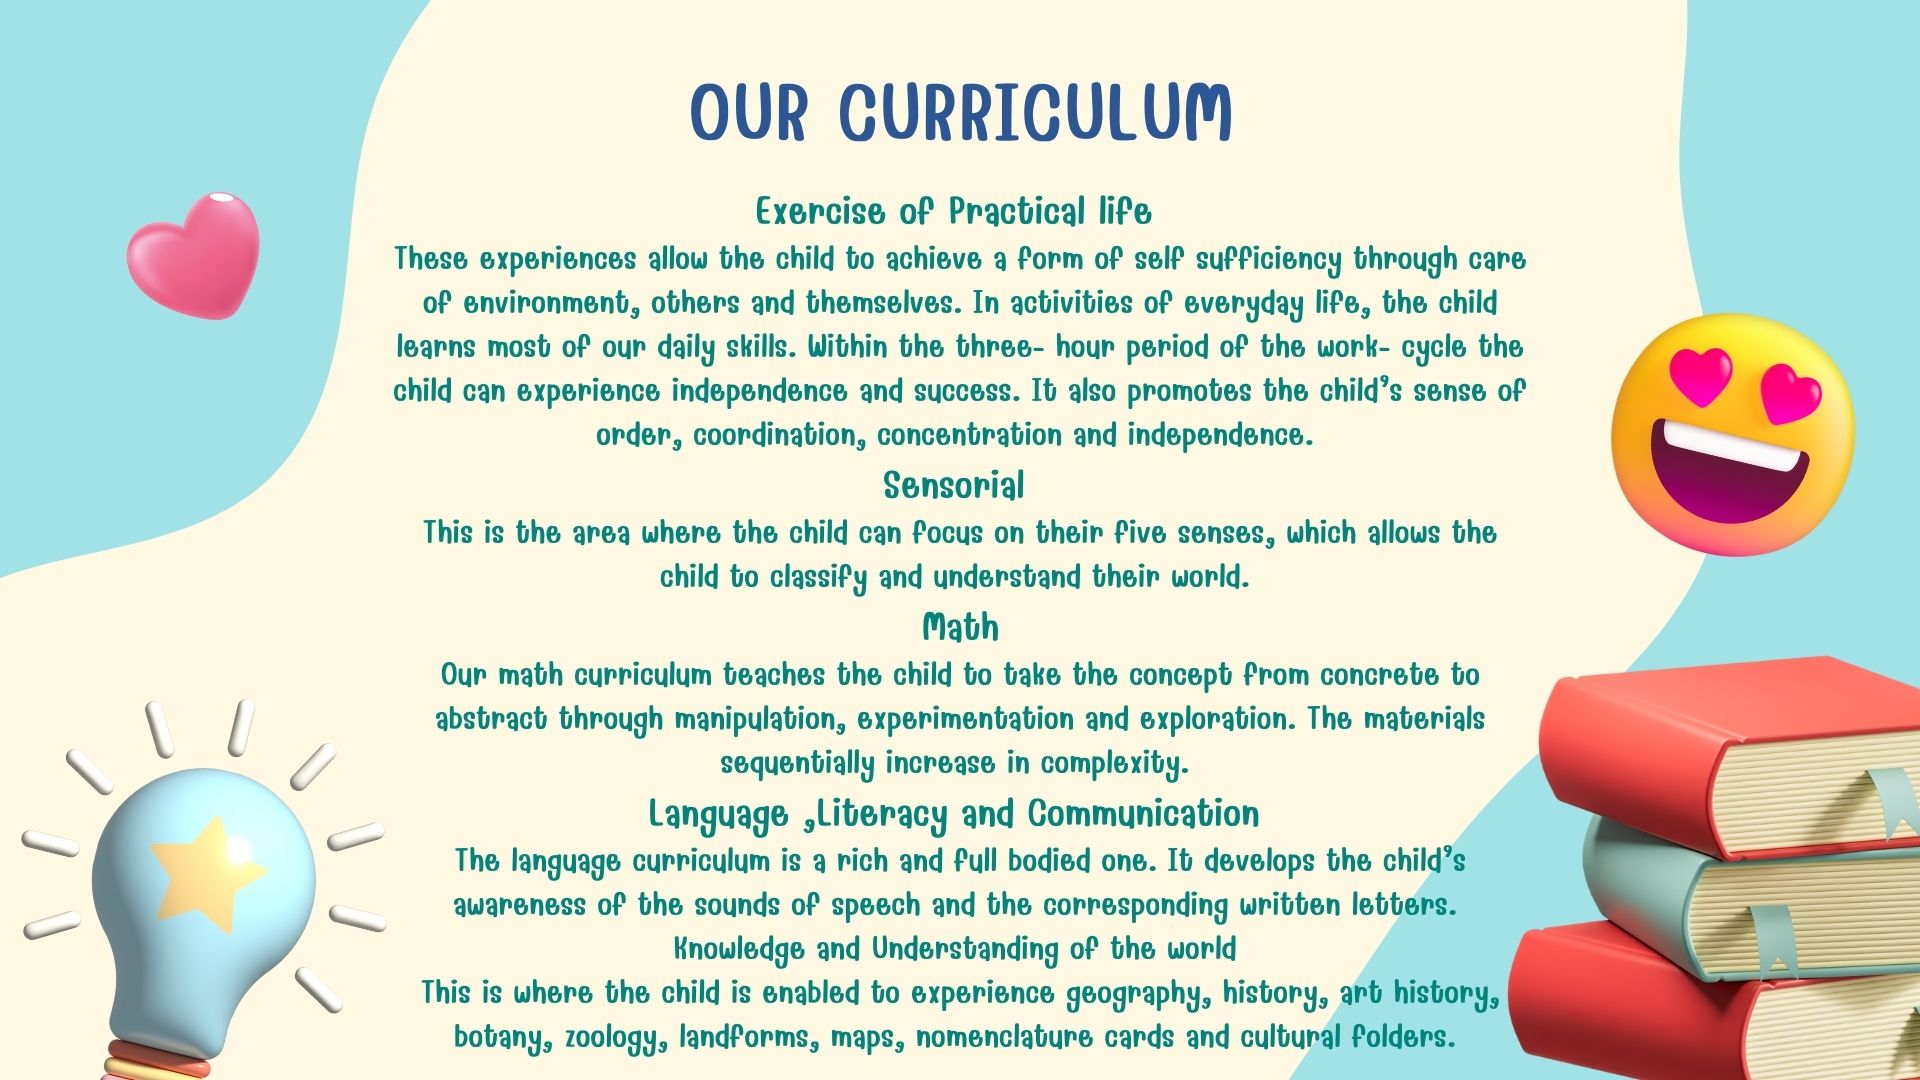 OUR CURRICULUM
Exercise of Practical life
These experiences allow the child to achieve a form of self sufficiency through care
of environment, others and themselves. In activities of everyday life, the child
learns most of our daily skills. Within the three- hour period of the work- cycle the
child can experience independence and success. It also promotes the child's sense of
order, coordination, concentration and independence.
Sensorial
This is the area where the child can focus on their five senses, which allows the
child to classify and understand their world.
Math
Our math curriculum teaches the child to take the concept from concrete to
abstract through manipulation, experimentation and exploration. The materials
sequentially increase in complexity.
Language ,Literacy and Communication
The language curriculum is a rich and full bodied one. It develops the child's
awareness of the sounds of speech and the corresponding written letters.
Knowledge and Understanding of the world
This is where the child is enabled to experience geography, history, art history,
botany, zoology, landforms, maps, nomenclature cards and cultural folders.